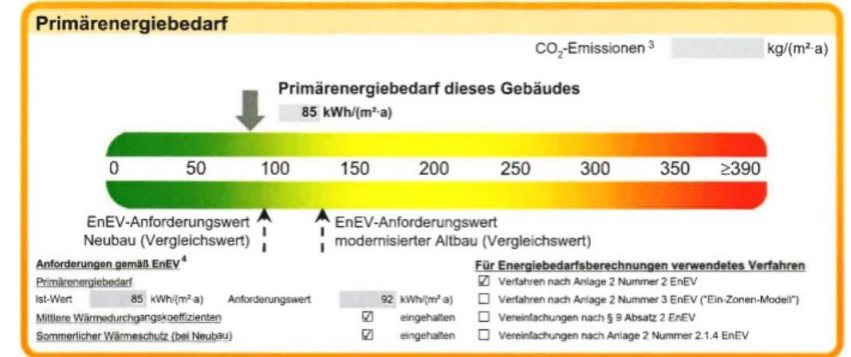 Primärenergiebedarf
CO₂-Emissionen ³ kg/(m²·a)
Primärenergiebedarf dieses Gebäudes
85 kWh/(m²·a)
0 50 100 150 200 250 300 350 ≥390
EnEV-Anforderungswert
Neubau (Vergleichswert)
EnEV-Anforderungswert
modernisierter Altbau (Vergleichswert)
Anforderungen gemäß EnEV ⁴
Primärenergiebedarf
Ist-Wert 85 kWh/(m²·a) Anforderungswert 92 kWh/(m²·a)
Mittlere Wärmedurchgangskoeffizienten ☑ eingehalten
Sommerlicher Wärmeschutz (bei Neubau) ☑ eingehalten
Für Energiebedarfsberechnungen verwendetes Verfahren
☑ Verfahren nach Anlage 2 Nummer 2 EnEV
☐ Verfahren nach Anlage 2 Nummer 3 EnEV ("Ein-Zonen-Modell")
☐ Vereinfachungen nach § 9 Absatz 2 EnEV
☐ Vereinfachungen nach Anlage 2 Nummer 2.1.4 EnEV